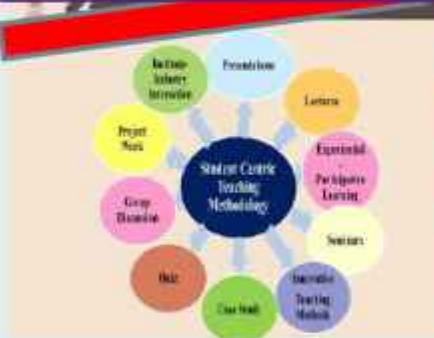 Presentations
Lectures
Experiential
-
Participative
Learning
Seminars
Innovative
Teaching
Methods
Case Study
Quiz
Group
Discussion
Project
Work
Institute
Industry
Interaction
Student Centric
Teaching
Methodology